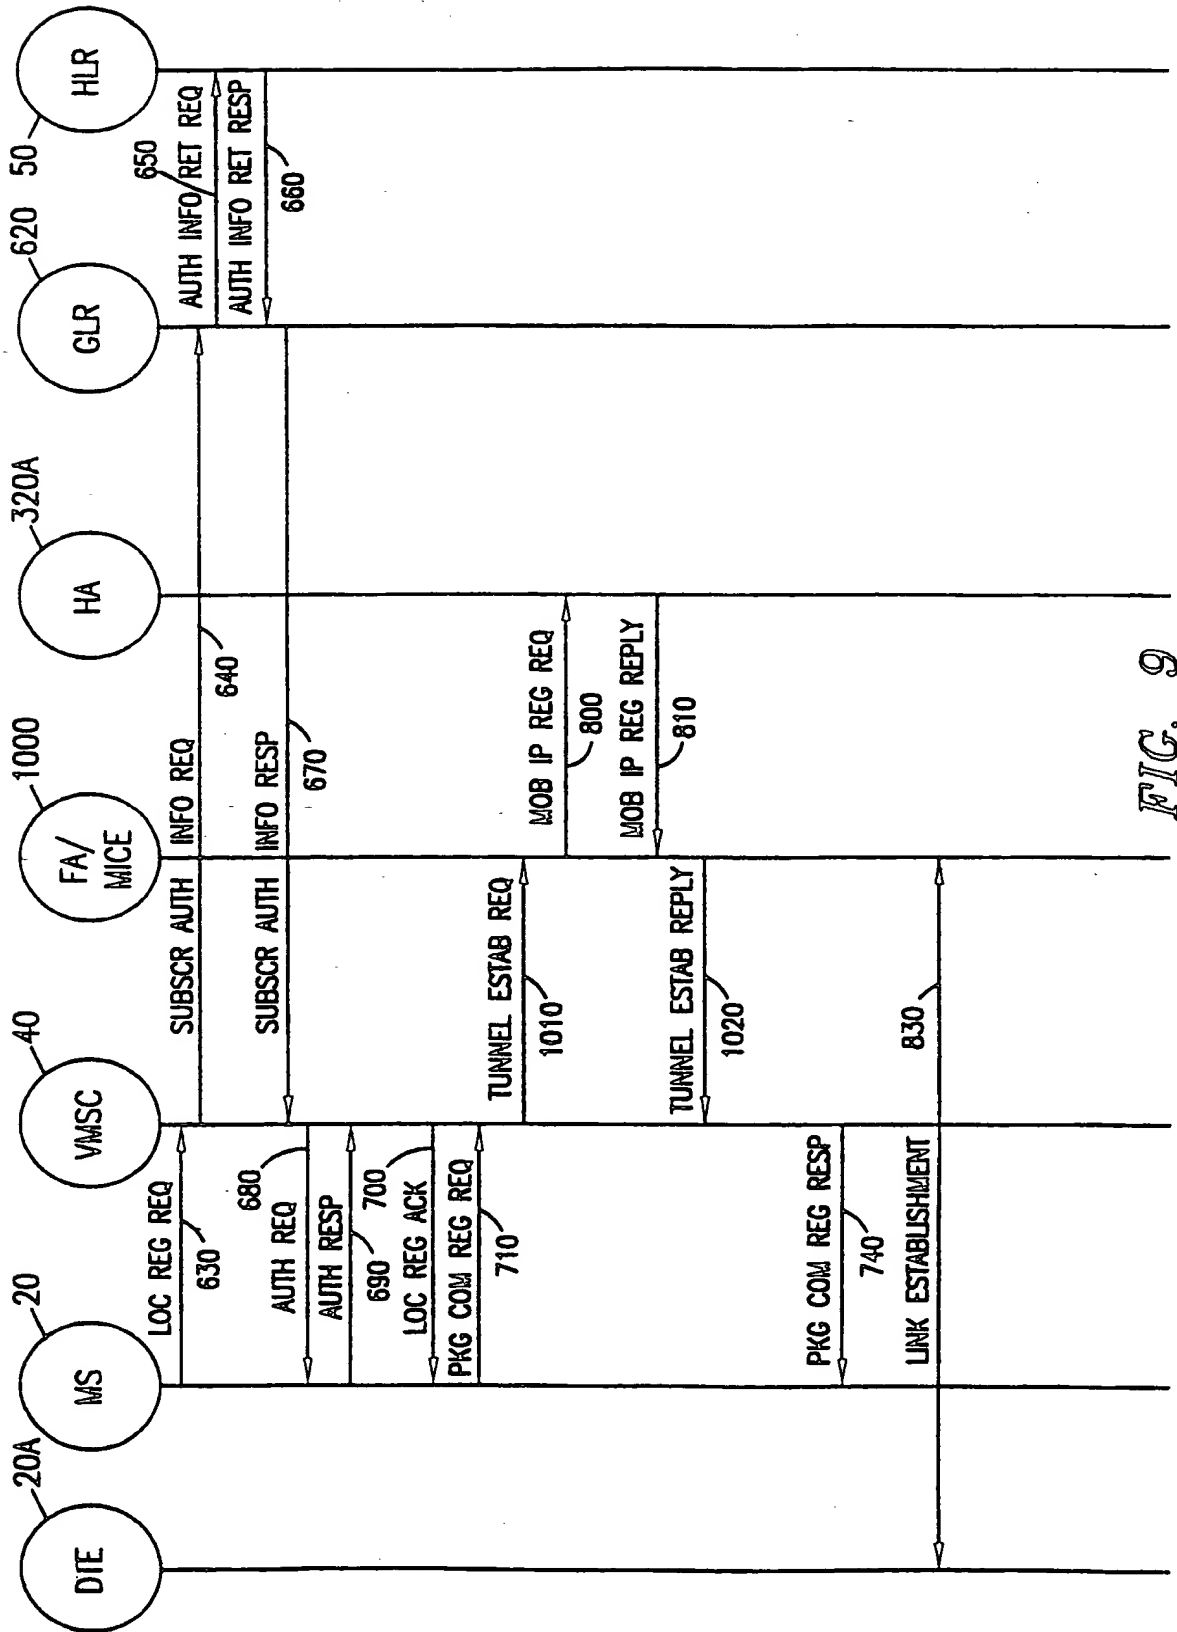 20A
20
40
1000
320A
620
50
DTE
MS
VMSC
FA/
MICE
HA
GLR
HLR
LOC REG REQ
630
SUBSCR AUTH INFO REQ
640
AUTH INFO RET REQ
650
AUTH INFO RET RESP
660
SUBSCR AUTH INFO RESP
670
680
AUTH REQ
AUTH RESP
690
700
LOC REG ACK
PKG COM REG REQ
710
TUNNEL ESTAB REQ
1010
MOB IP REG REQ
800
MOB IP REG REPLY
810
TUNNEL ESTAB REPLY
1020
PKG COM REG RESP
740
LINK ESTABLISHMENT
830
FIG. 9